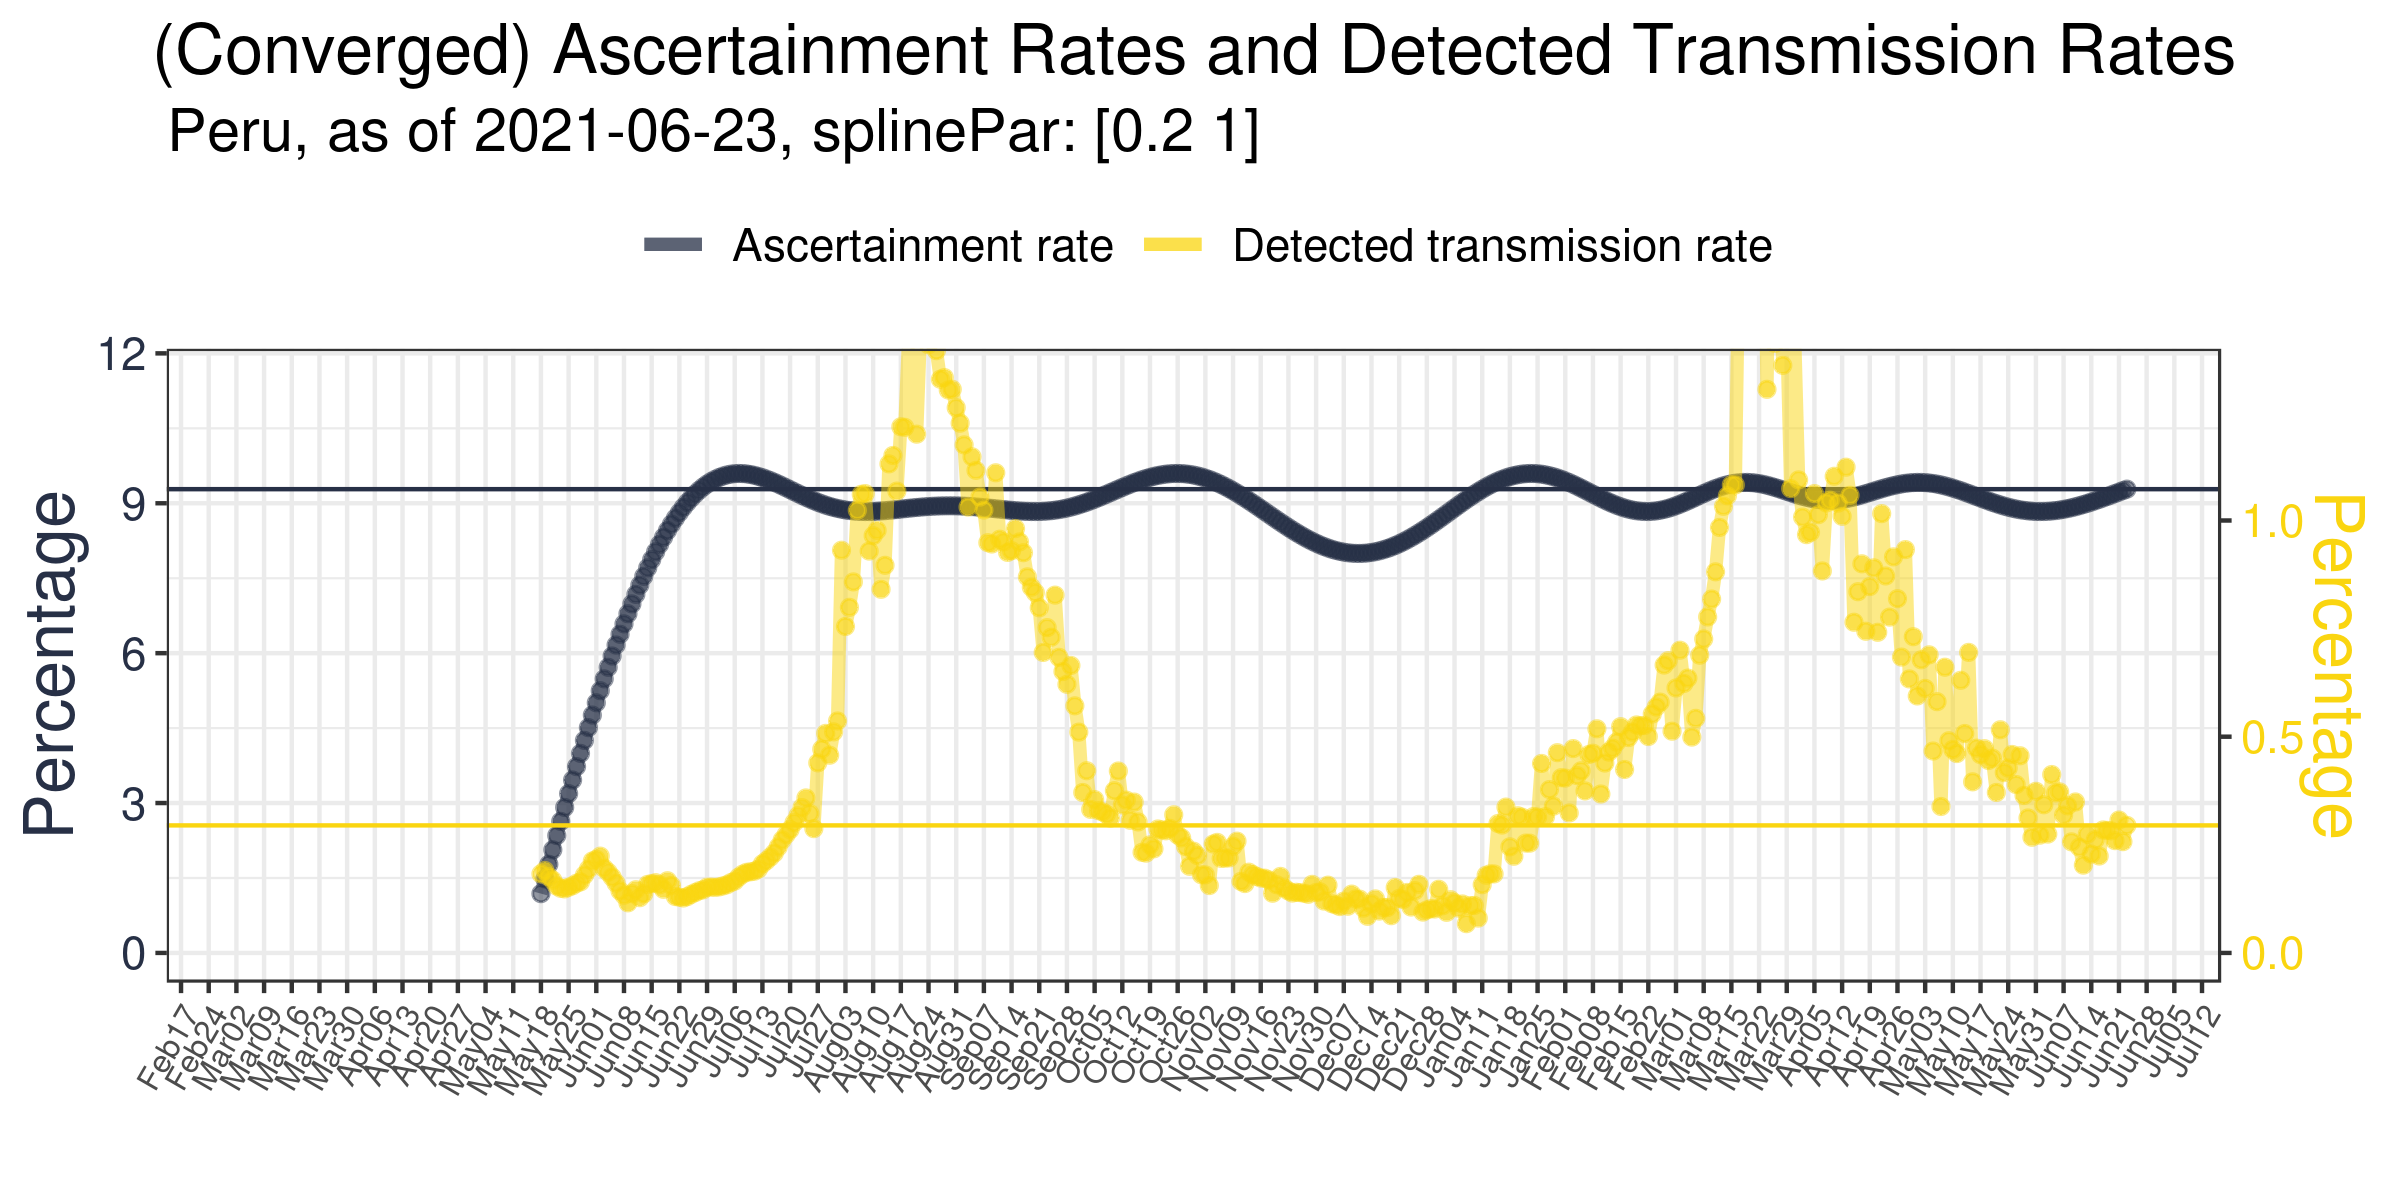 (Converged) Ascertainment Rates and Detected Transmission Rates
Peru, as of 2021-06-23, splinePar: [0.2 1]
Ascertainment rate
Detected transmission rate
Percentage
12
9
6
3
0
1.0
0.5
0.0
Percentage
Feb17
Feb24
Mar02
Mar09
Mar16
Mar23
Mar30
Apr06
Apr13
Apr20
Apr27
May04
May11
May18
May25
Jun01
Jun08
Jun15
Jun22
Jun29
Jul06
Jul13
Jul20
Jul27
Aug03
Aug10
Aug17
Aug24
Aug31
Sep07
Sep14
Sep21
Sep28
Oct05
Oct12
Oct19
Oct26
Nov02
Nov09
Nov16
Nov23
Nov30
Dec07
Dec14
Dec21
Dec28
Jan04
Jan11
Jan18
Jan25
Feb01
Feb08
Feb15
Feb22
Mar01
Mar08
Mar15
Mar22
Mar29
Apr05
Apr12
Apr19
Apr26
May03
May10
May17
May24
May31
Jun07
Jun14
Jun21
Jun28
Jul05
Jul12